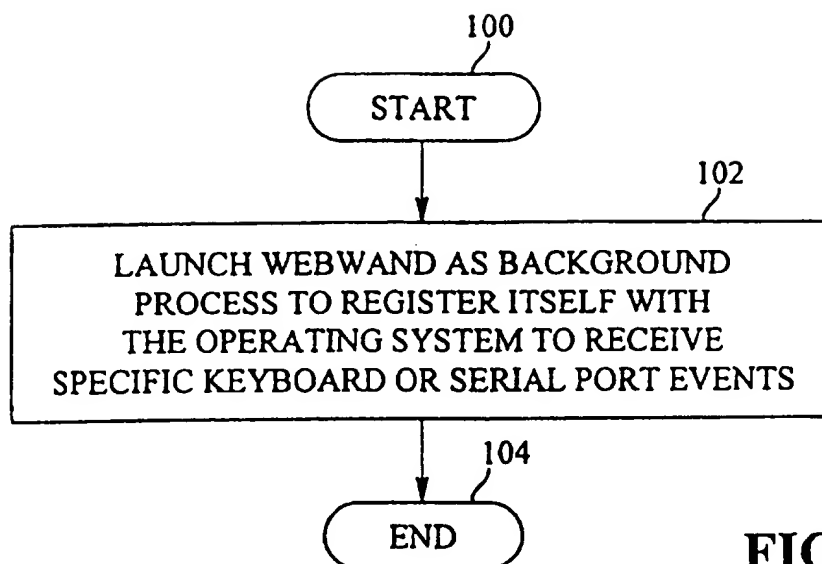 100
START
102
LAUNCH WEBWAND AS BACKGROUND
PROCESS TO REGISTER ITSELF WITH
THE OPERATING SYSTEM TO RECEIVE
SPECIFIC KEYBOARD OR SERIAL PORT EVENTS
104
END